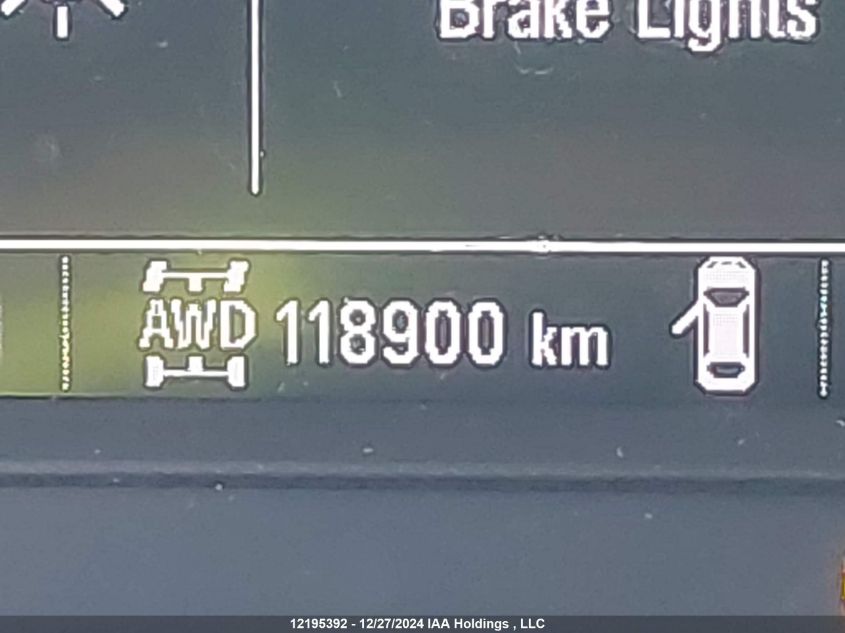 Brake Lights
AWD 118900 km
12195392 - 12/27/2024 IAA Holdings , LLC